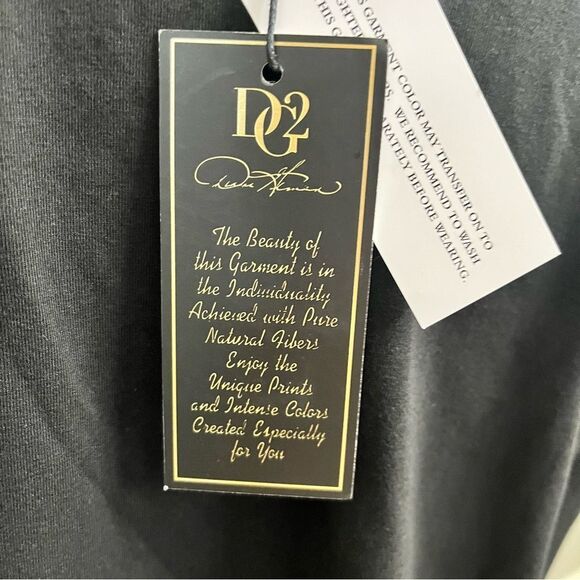 DG2
The Beauty of
this Garment is in
the Individuality
Achieved with Pure
Natural Fibers
Enjoy the
Unique Prints
and Intense Colors
Created Especially
for You
GARMENT COLOR MAY TRANSFER ON TO
WE RECOMMEND TO WASH
BEFORE WEARING.